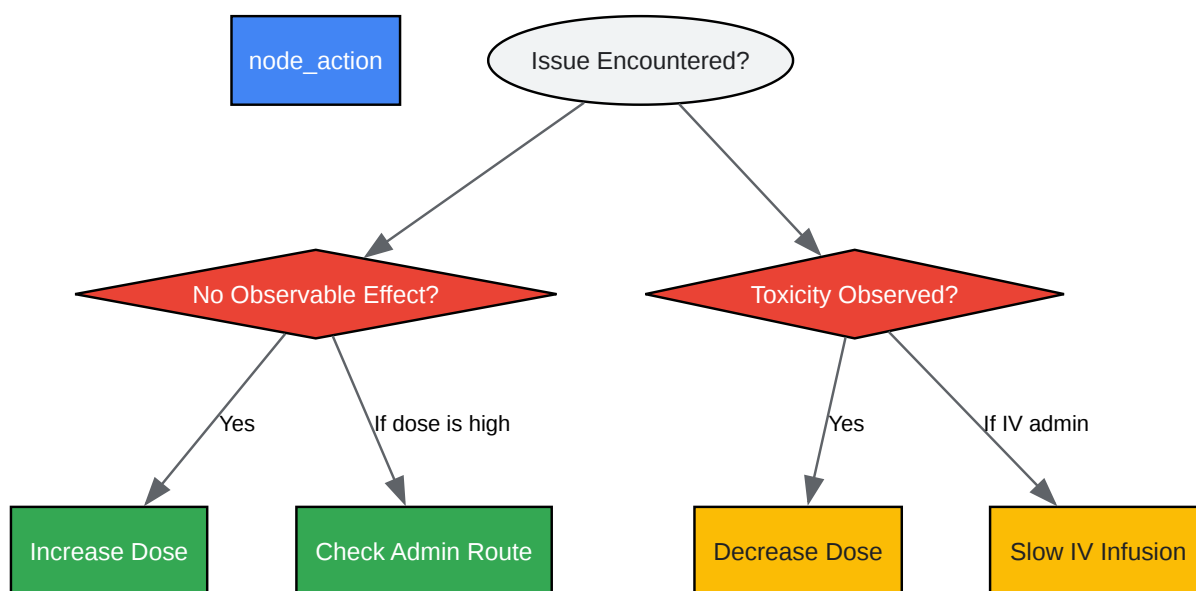 node_action
Issue Encountered?
No Observable Effect?
Toxicity Observed?
Yes
If dose is high
Yes
If IV admin
Increase Dose
Check Admin Route
Decrease Dose
Slow IV Infusion